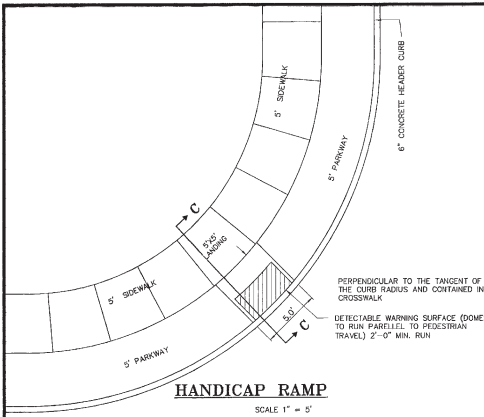 5' SIDEWALK
6" CONCRETE HEADER CURB
5' PARKWAY
C
5'X5'
LANDING
5' SIDEWALK
5' PARKWAY
5.0'
C
PERPENDICULAR TO THE TANGENT OF
THE CURB RADIUS AND CONTAINED IN
CROSSWALK
DETECTABLE WARNING SURFACE (DOME
TO RUN PARELLEL TO PEDESTRIAN
TRAVEL) 2'-0" MIN. RUN
HANDICAP RAMP
SCALE 1" = 5'